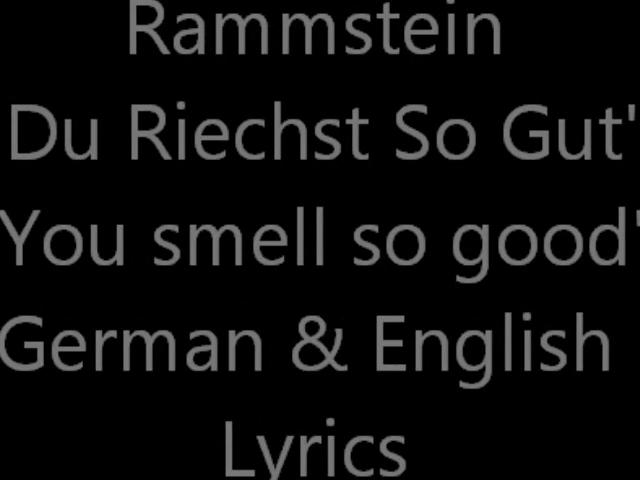 Rammstein
Du Riechst So Gut'
You smell so good'
German & English
Lyrics